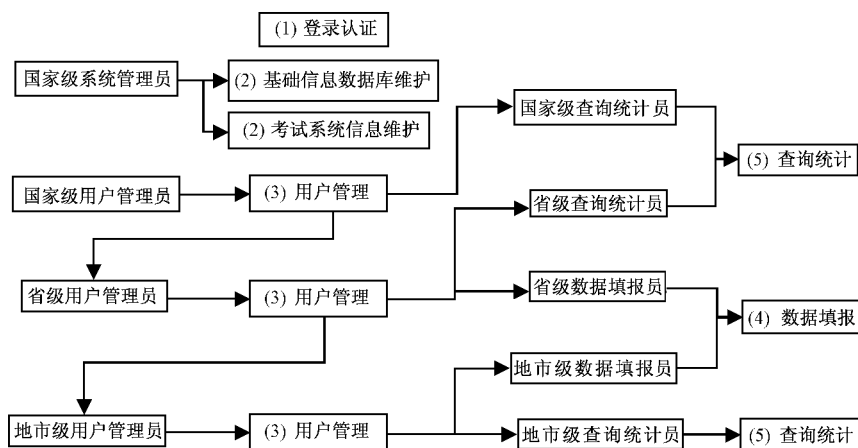 (1) 登录认证
国家级系统管理员
(2) 基础信息数据库维护
(2) 考试系统信息维护
国家级查询统计员
(5) 查询统计
国家级用户管理员
(3) 用户管理
省级查询统计员
省级用户管理员
(3) 用户管理
省级数据填报员
(4) 数据填报
地市级数据填报员
地市级用户管理员
(3) 用户管理
地市级查询统计员
(5) 查询统计